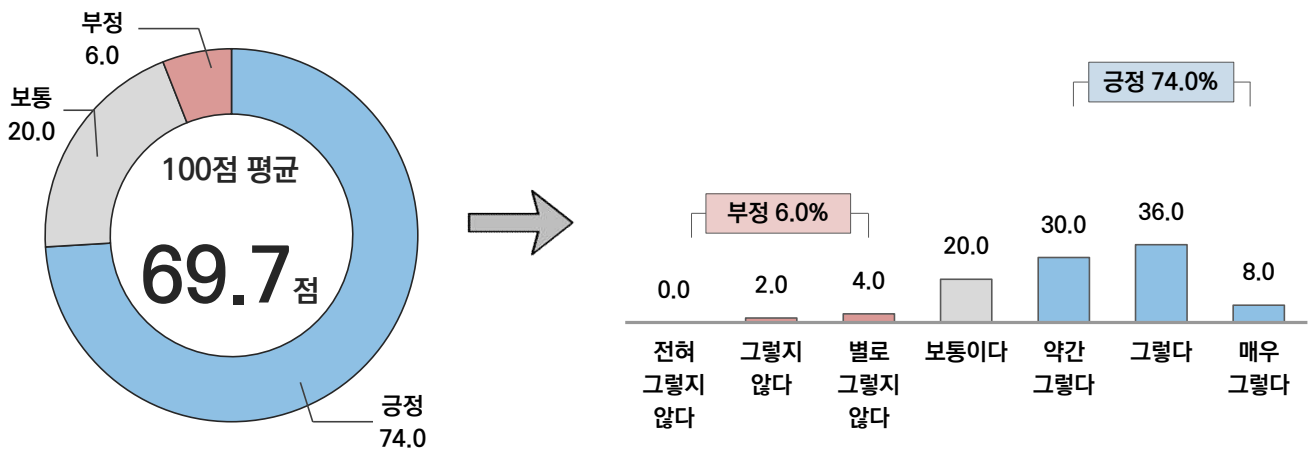 부정
6.0
보통
20.0
100점 평균
69.7점
긍정
74.0
긍정 74.0%
부정 6.0%
0.0
2.0
4.0
20.0
30.0
36.0
8.0
전혀
그렇지
않다
그렇지
않다
별로
그렇지
않다
보통이다
약간
그렇다
그렇다
매우
그렇다